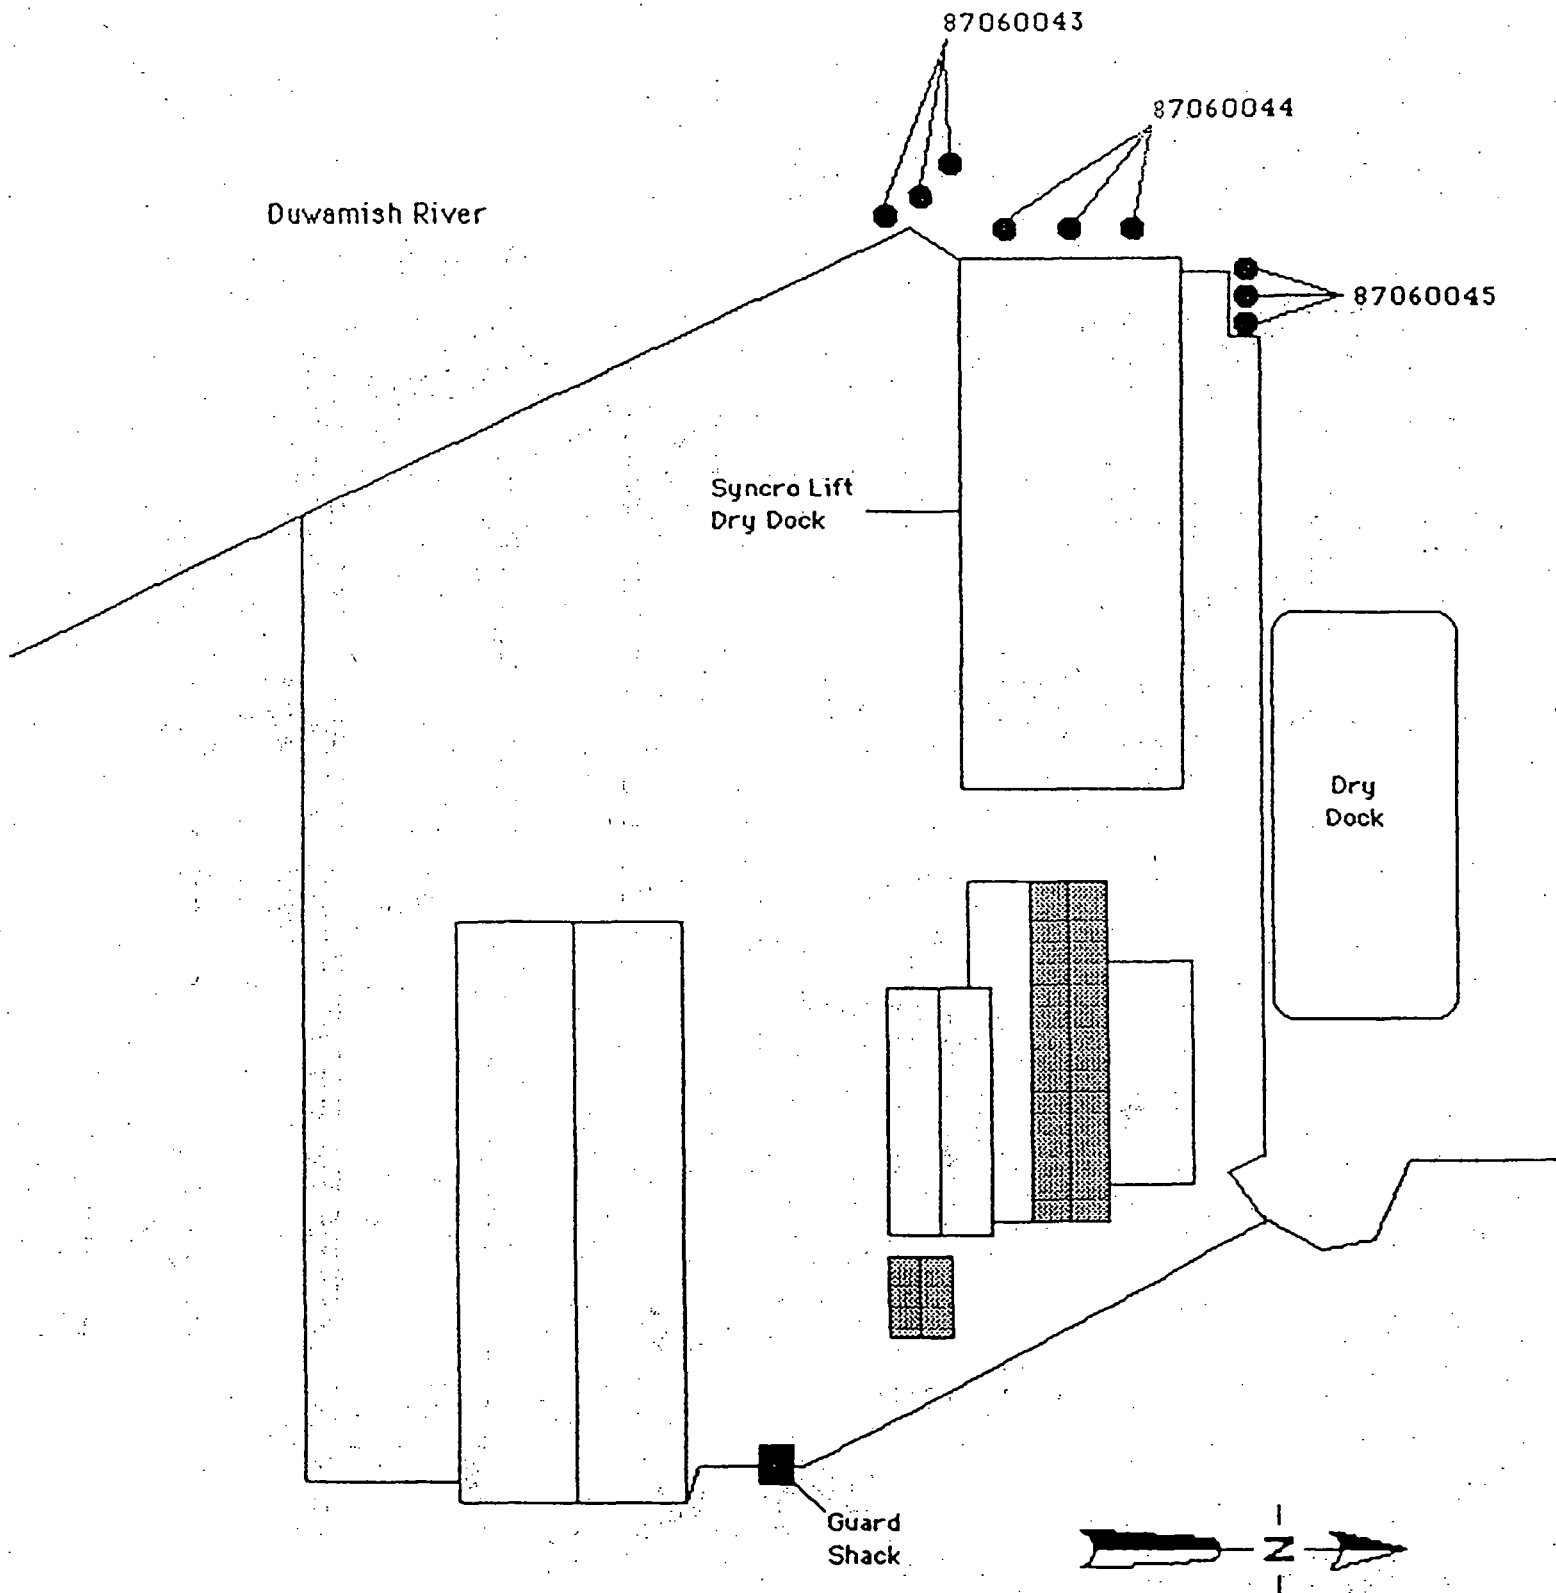 87060043
87060044
Duwamish River
87060045
Syncro Lift
Dry Dock
Dry
Dock
Guard
Shack
N